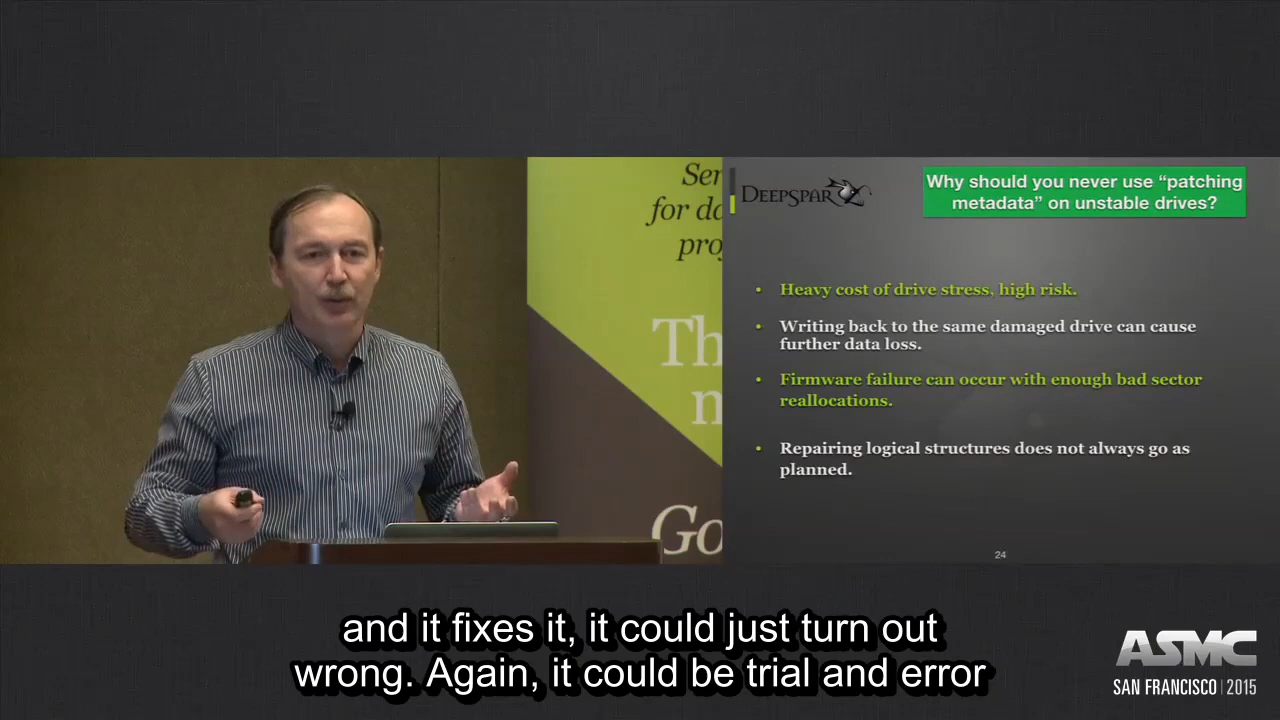 Ser
for da
pro
Th
n
Go
DEEPSPAR
Why should you never use “patching
metadata” on unstable drives?
• Heavy cost of drive stress, high risk.
• Writing back to the same damaged drive can cause
further data loss.
• Firmware failure can occur with enough bad sector
reallocations.
• Repairing logical structures does not always go as
planned.
24
and it fixes it, it could just turn out
wrong. Again, it could be trial and error
ASMC
SAN FRANCISCO | 2015